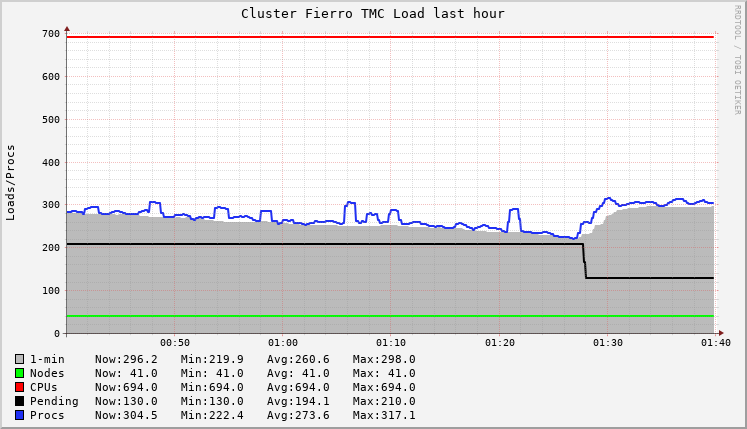 Cluster Fierro TMC Load last hour
RRDTOOL / TOBI OETIKER
Loads/Procs
700
600
500
400
300
200
100
0
00:50 01:00 01:10 01:20 01:30 01:40
1-min Now:296.2 Min:219.9 Avg:260.6 Max:298.0
Nodes Now: 41.0 Min: 41.0 Avg: 41.0 Max: 41.0
CPUs Now:694.0 Min:694.0 Avg:694.0 Max:694.0
Pending Now:130.0 Min:130.0 Avg:194.1 Max:210.0
Procs Now:304.5 Min:222.4 Avg:273.6 Max:317.1